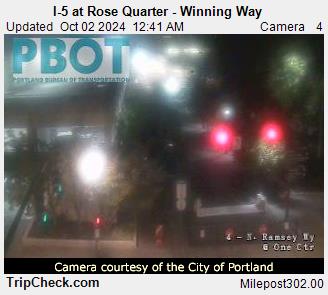 I-5 at Rose Quarter - Winning Way
Updated Oct 02 2024 12:41 AM Camera 4
PBOT
PORTLAND BUREAU OF TRANSPORTATION
4 - N. Ramsey Wy
@ One Ctr
Camera courtesy of the City of Portland
TripCheck.com Milepost302.00